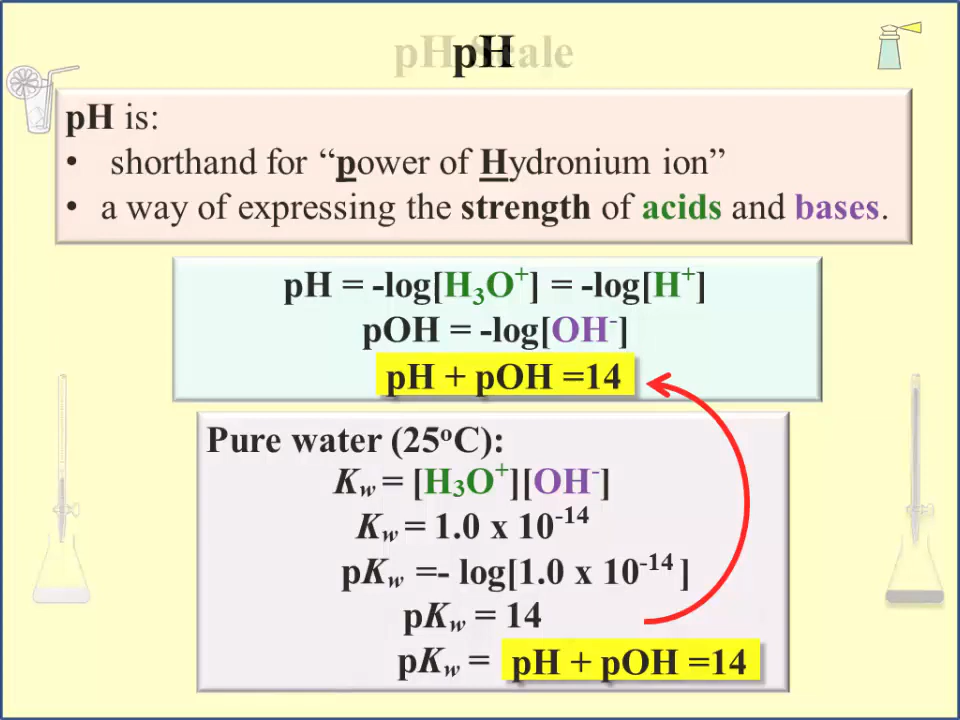 pH Scale
pH
pH is:
• shorthand for “power of Hydronium ion”
• a way of expressing the strength of acids and bases.
pH = -log[H₃O⁺] = -log[H⁺]
pOH = -log[OH⁻]
pH + pOH =14
Pure water (25ºC):
Kw = [H₃O⁺][OH⁻]
Kw = 1.0 x 10⁻¹⁴
pKw =- log[1.0 x 10⁻¹⁴ ]
pKw = 14
pKw = pH + pOH =14